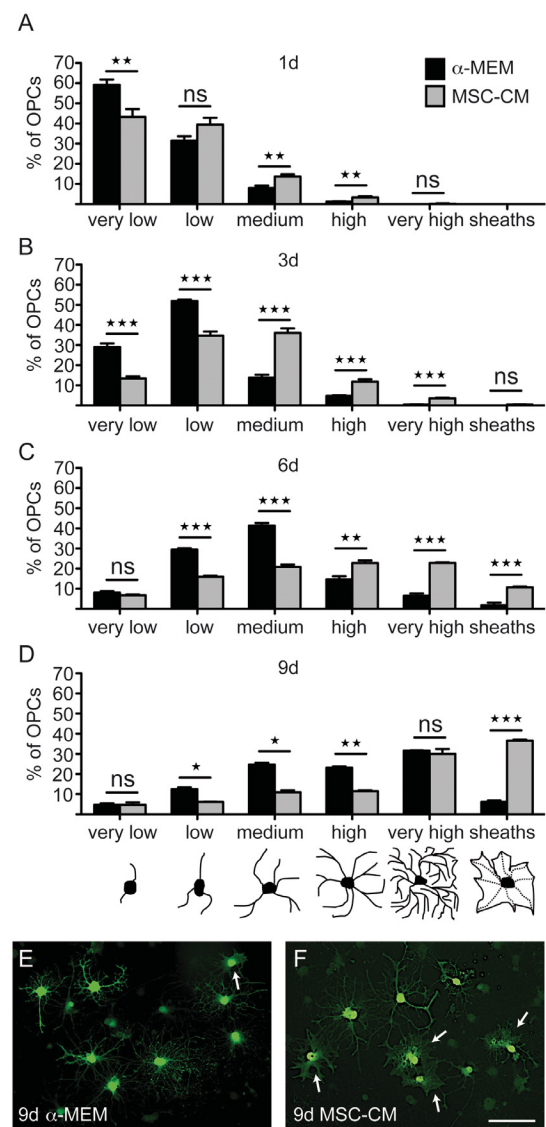 A
1d
α-MEM
MSC-CM
% of OPCs
70
60
50
40
30
20
10
★★
ns
★★
★★
ns
very low low medium high very high sheaths
B
3d
% of OPCs
70
60
50
40
30
20
10
★★★
★★★
★★★
★★★
★★★
ns
very low low medium high very high sheaths
C
6d
% of OPCs
70
60
50
40
30
20
10
ns
★★★
★★★
★★
★★★
★★★
very low low medium high very high sheaths
D
9d
% of OPCs
70
60
50
40
30
20
10
ns
★
★
★★
ns
★★★
very low low medium high very high sheaths
E
9d α-MEM
F
9d MSC-CM